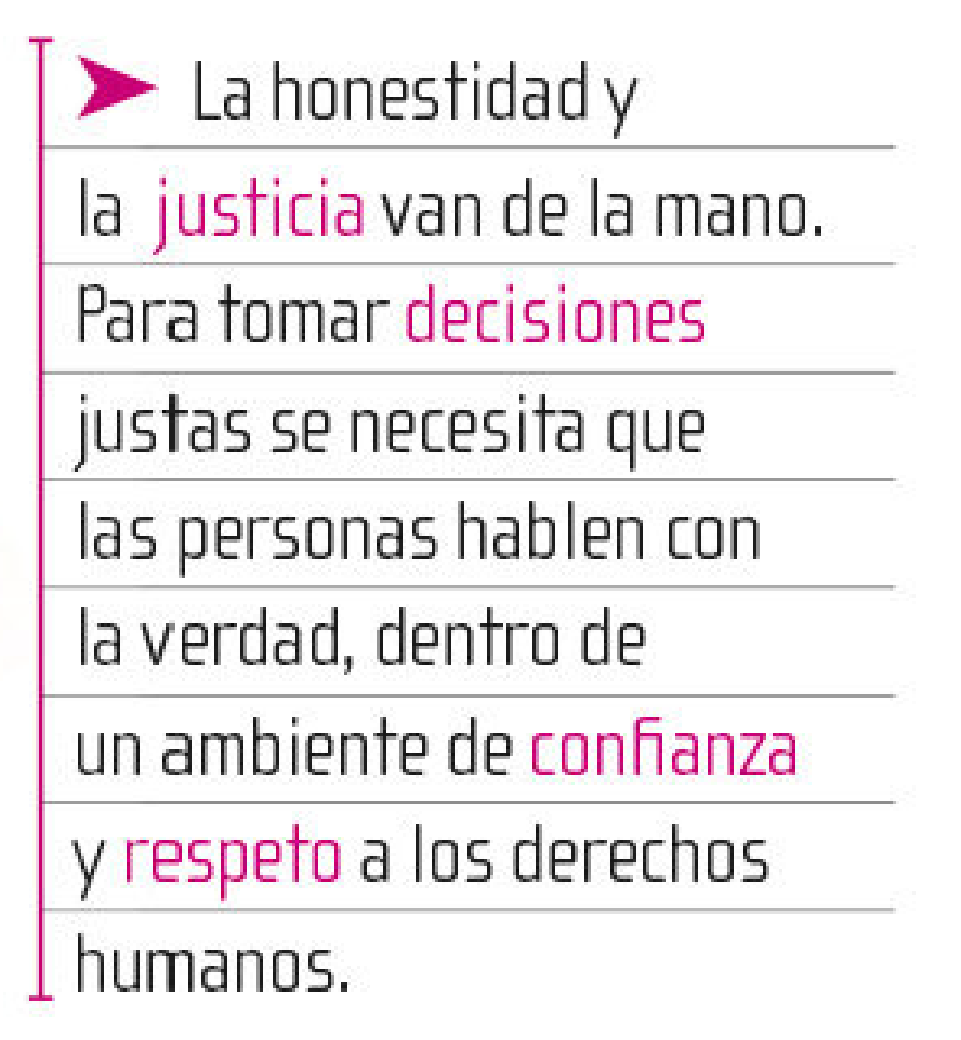 La honestidad y
la justicia van de la mano.
Para tomar decisiones
justas se necesita que
las personas hablen con
la verdad, dentro de
un ambiente de confianza
y respeto a los derechos
humanos.